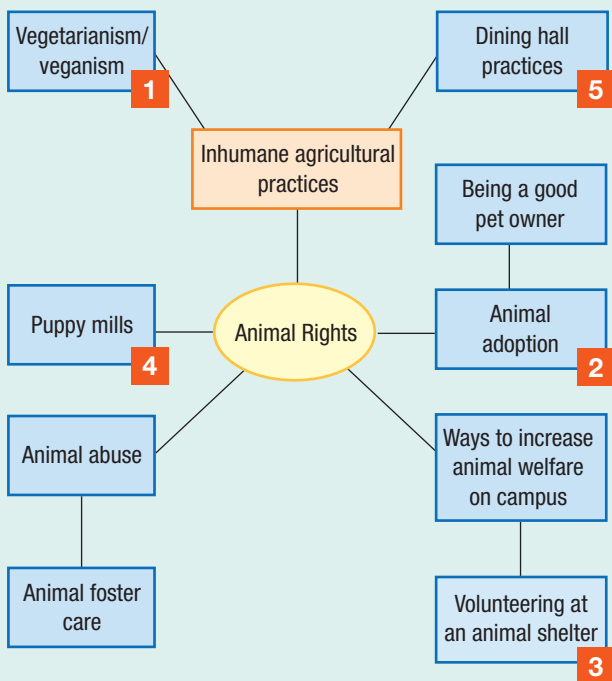 Vegetarianism/
veganism
1
Dining hall
practices
5
Inhumane agricultural
practices
Being a good
pet owner
Puppy mills
4
Animal Rights
Animal
adoption
2
Animal abuse
Ways to increase
animal welfare
on campus
Animal foster
care
Volunteering at
an animal shelter
3